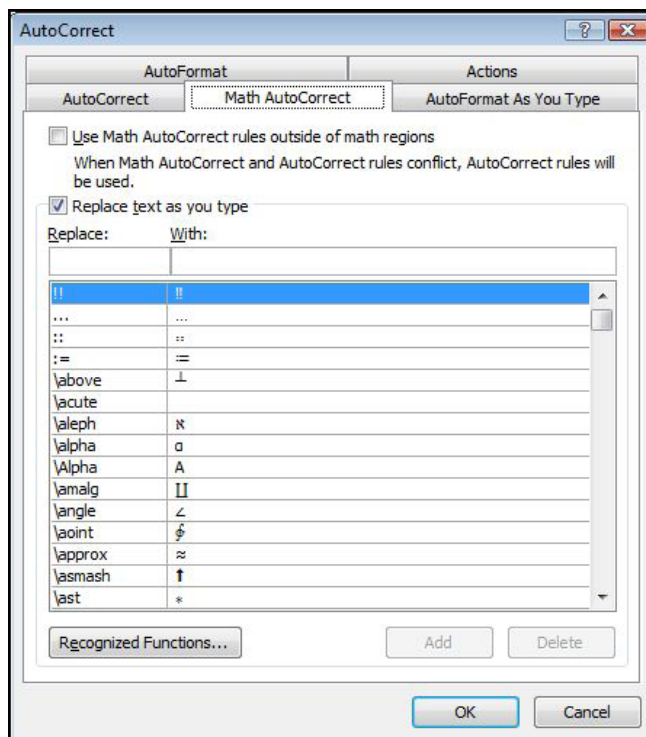 AutoCorrect
AutoFormat Actions
AutoCorrect Math AutoCorrect AutoFormat As You Type
Use Math AutoCorrect rules outside of math regions
When Math AutoCorrect and AutoCorrect rules conflict, AutoCorrect rules will
be used.
Replace text as you type
Replace: With:
!! ‼
... …
:: ∷
:= ≔
\above ┴
\acute
\aleph ℵ
\alpha α
\Alpha Α
\amalg ∐
\angle ∠
\aoint ∳
\approx ≈
\asmash ⬆
\ast ∗
Recognized Functions...
Add Delete
OK Cancel